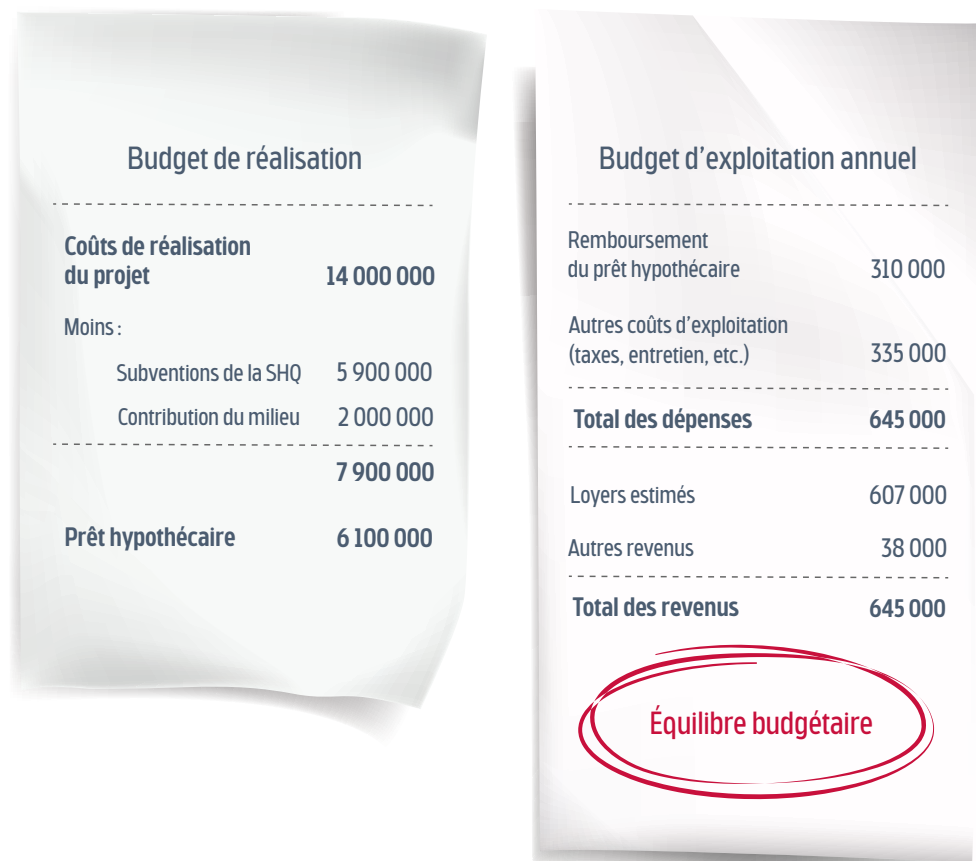 Budget de réalisation
Coûts de réalisation
du projet 14 000 000
Moins :
Subventions de la SHQ 5 900 000
Contribution du milieu 2 000 000
7 900 000
Prêt hypothécaire 6 100 000
Budget d’exploitation annuel
Remboursement
du prêt hypothécaire 310 000
Autres coûts d’exploitation
(taxes, entretien, etc.) 335 000
Total des dépenses 645 000
Loyers estimés 607 000
Autres revenus 38 000
Total des revenus 645 000
Équilibre budgétaire